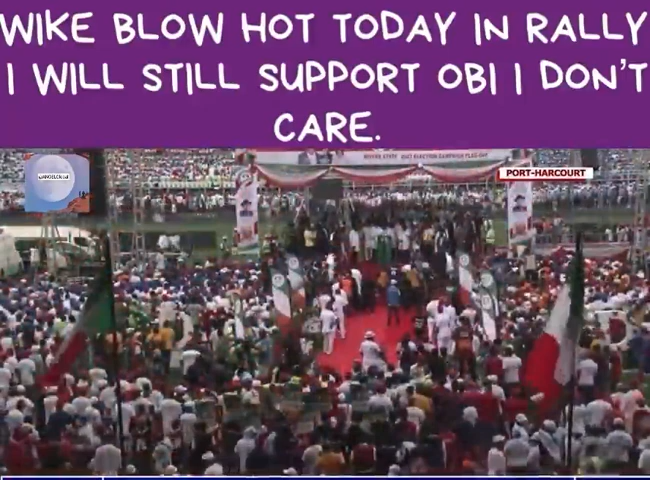 WIKE BLOW HOT TODAY IN RALLY
I WILL STILL SUPPORT OBI I DON'T
CARE.
PORT-HARCOURT